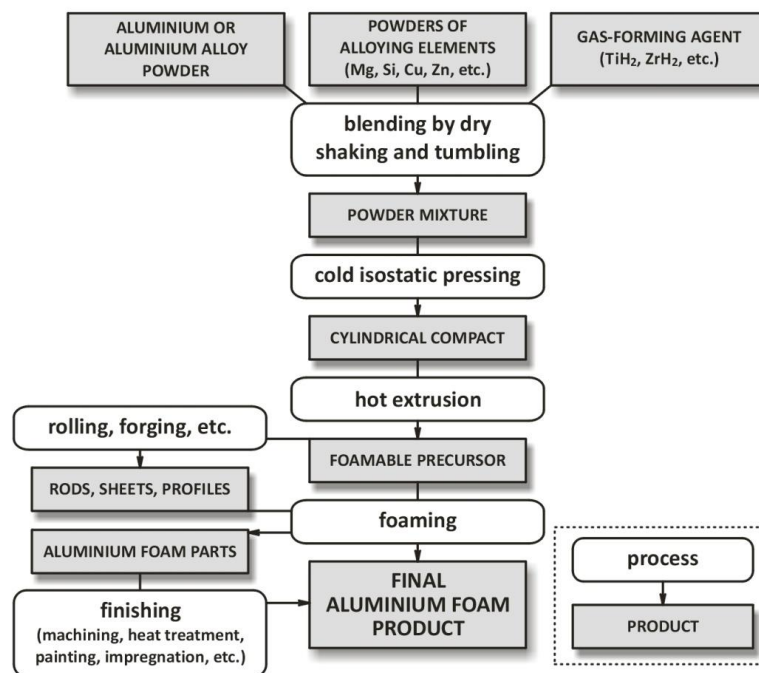 ALUMINIUM OR
ALUMINIUM ALLOY
POWDER
POWDERS OF
ALLOYING ELEMENTS
(Mg, Si, Cu, Zn, etc.)
GAS-FORMING AGENT
(TiH₂, ZrH₂, etc.)
blending by dry
shaking and tumbling
POWDER MIXTURE
cold isostatic pressing
CYLINDRICAL COMPACT
hot extrusion
rolling, forging, etc.
FOAMABLE PRECURSOR
RODS, SHEETS, PROFILES
foaming
ALUMINIUM FOAM PARTS
FINAL
ALUMINIUM FOAM
PRODUCT
finishing
(machining, heat treatment,
painting, impregnation, etc.)
process
PRODUCT